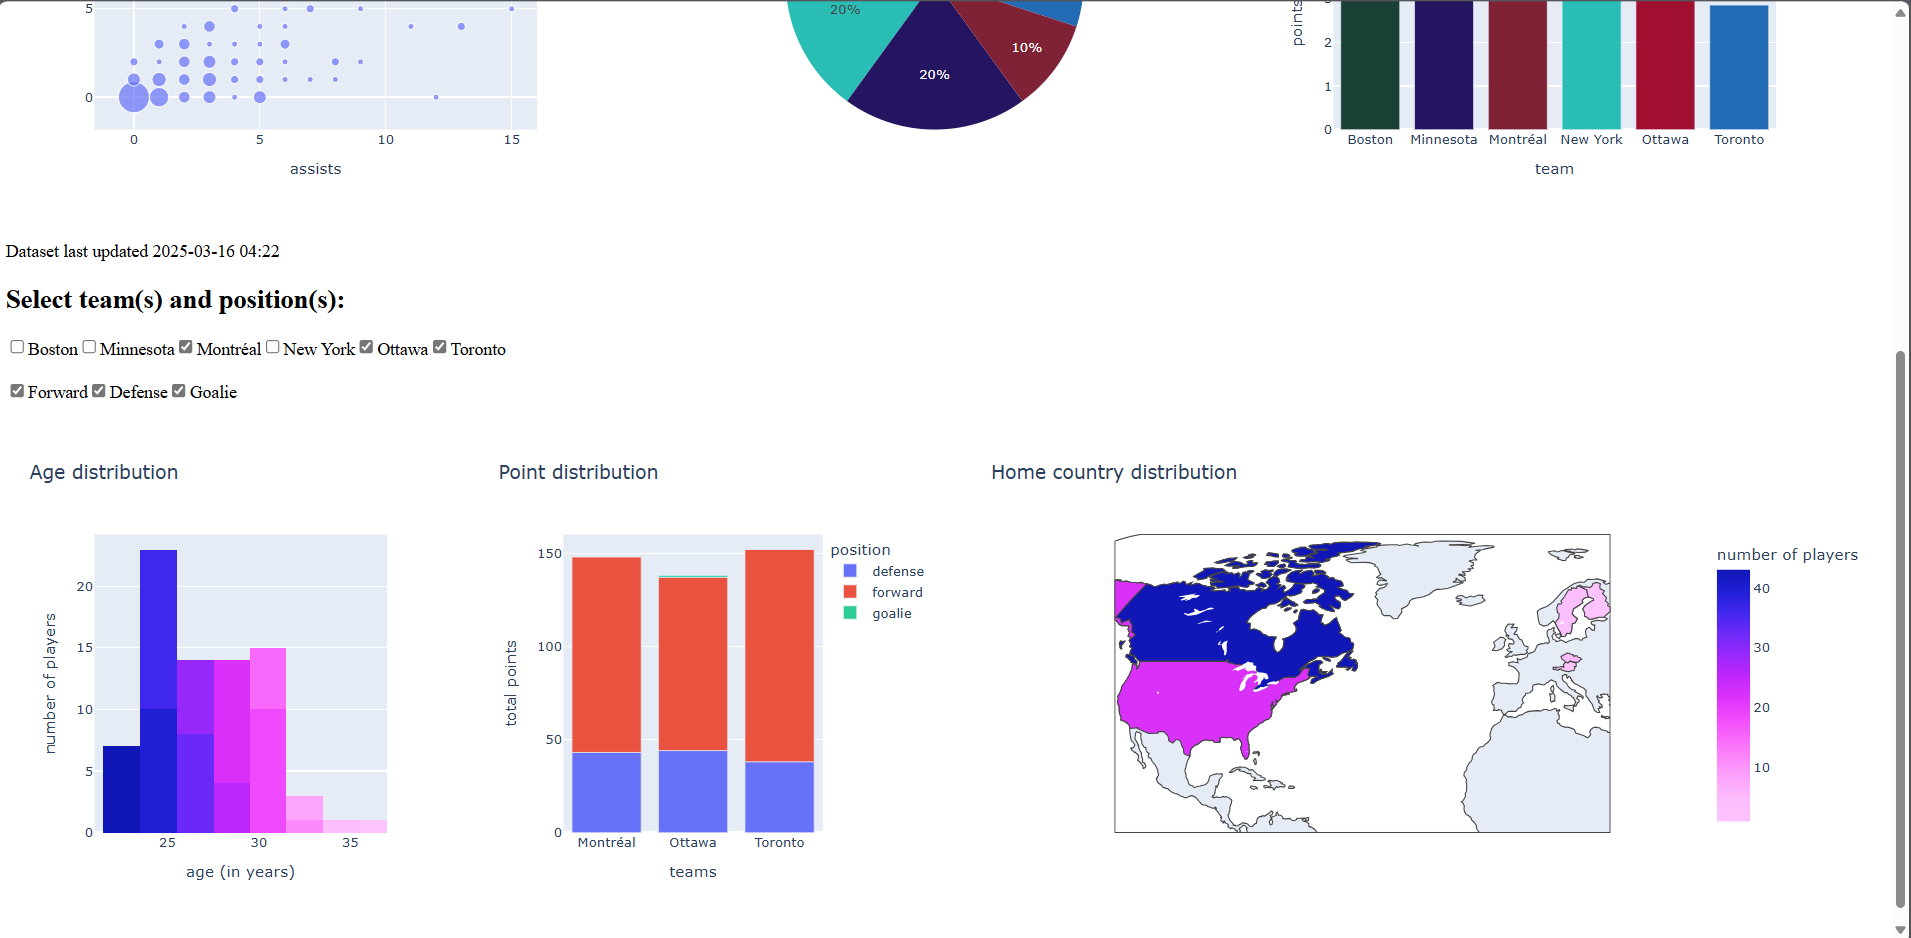 5
0
0 5 10 15
assists
20%
20%
10%
points
2
1
0
Boston Minnesota Montréal New York Ottawa Toronto
team
Dataset last updated 2025-03-16 04:22
Select team(s) and position(s):
Boston Minnesota Montréal New York Ottawa Toronto
Forward Defense Goalie
Age distribution
number of players
20
15
10
5
0
25 30 35
age (in years)
Point distribution
total points
150
100
50
0
Montréal Ottawa Toronto
teams
position
defense
forward
goalie
Home country distribution
number of players
40
30
20
10